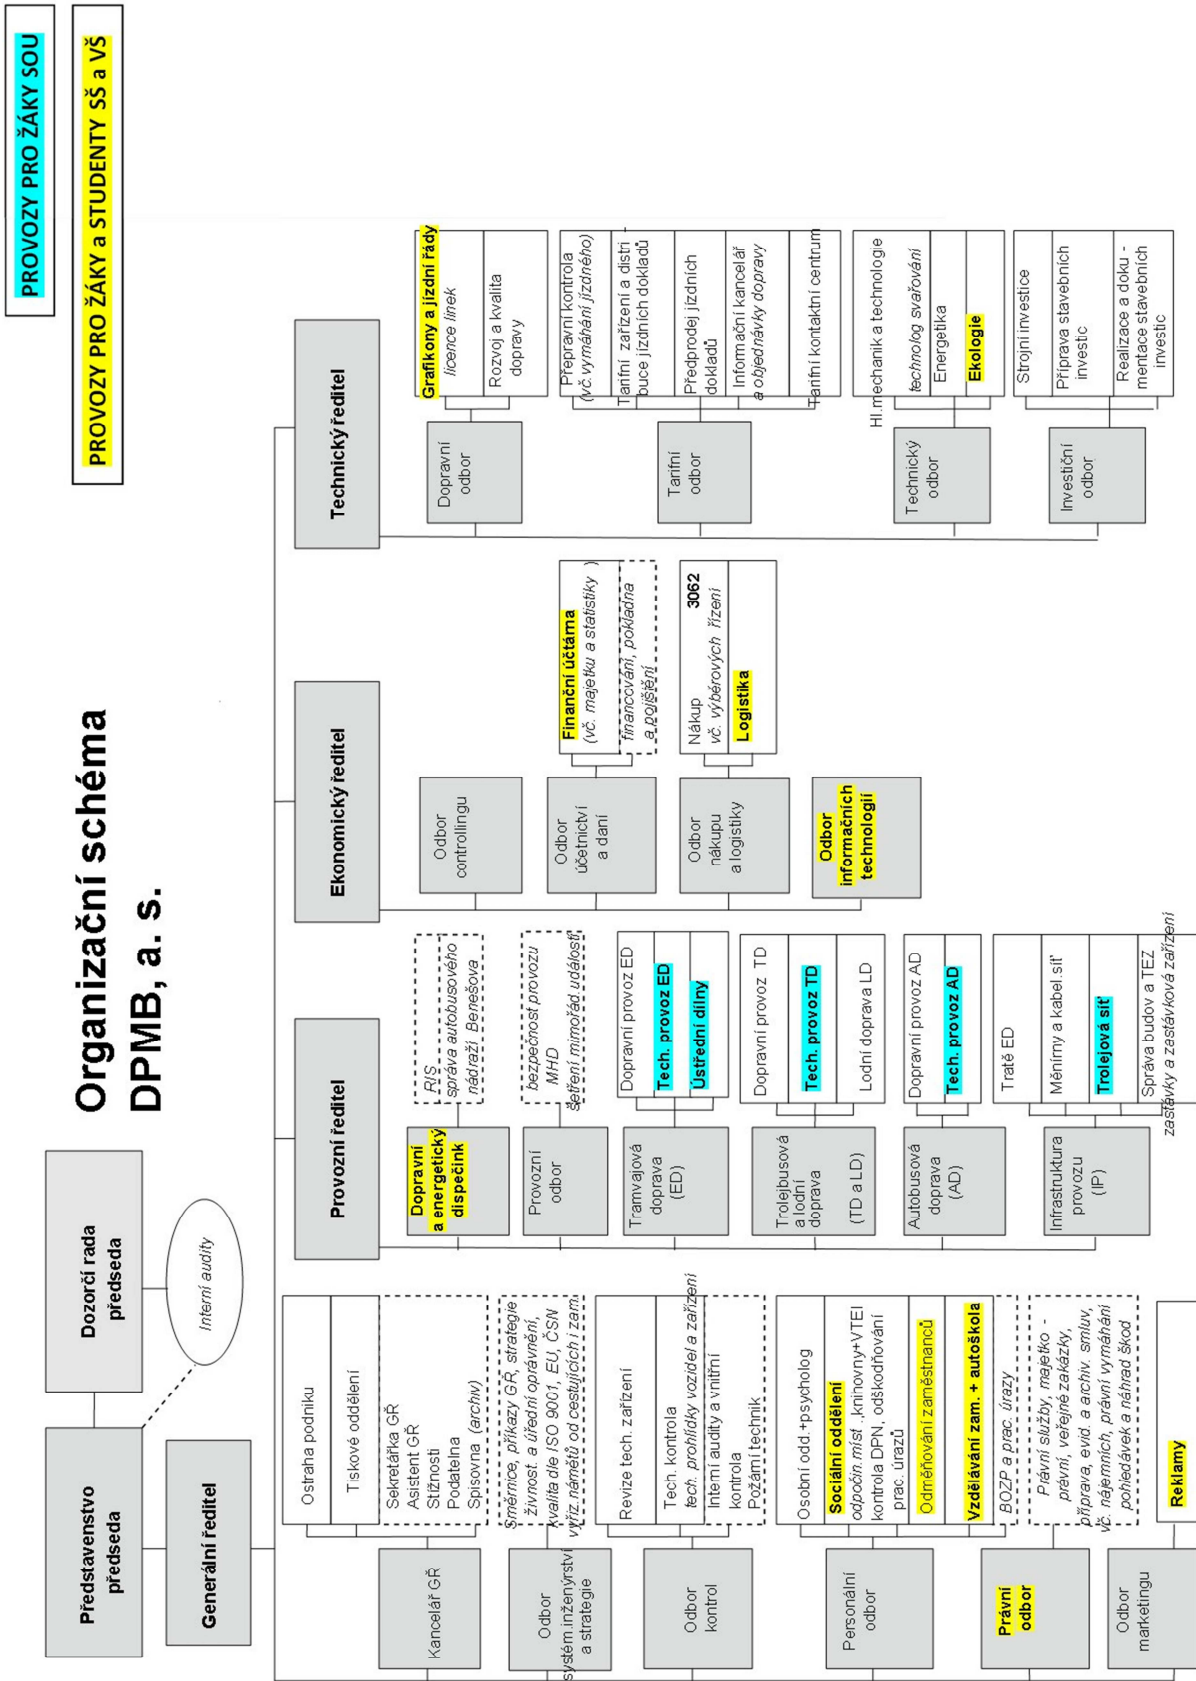 PROVOZY PRO ŽÁKY SOU
PROVOZY PRO ŽÁKY a STUDENTY SŠ a VŠ
Organizační schéma
DPMB, a. s.
Představenstvo
předseda
Dozorčí rada
předseda
Interní audity
Generální ředitel
Kancelář GŘ
Ostraha podniku
Tiskové oddělení
Sekretářka GŘ
Asistent GŘ
Stížnosti
Podatelna
Spisovna (archiv)
Odbor
systém.inženýrství
a strategie
Směrnice, příkazy GŘ, strategie
živnost. a úřední oprávnění,
kvalita dle ISO 9001, EU, ČSN
vyříz.námětů od cestujících i zam.
Odbor
kontrol
Revize tech. zařízení
Tech. kontrola
tech. prohlídky vozidel a zařízení
Interní audity a vnitřní
kontrola
Požární technik
Personální
odbor
Osobní odd.+psycholog
Sociální oddělení
odpočin.míst .,knihovny+VTEI
kontrola DPN, odškodňování
prac. úrazů
Odměňování zaměstnanců
Vzdělávání zam. + autoškola
BOZP a prac. úrazy
Právní
odbor
Právní služby, majetko -
právní, veřejné zakázky,
příprava, evid. a archiv. smluv,
vč. nájemních, právní vymáhání
pohledávek a náhrad škod
Odbor
marketingu
Reklamy
Provozní ředitel
Dopravní
a energetický
dispečink
RIS
správa autobusového
nádraží Benešova
Provozní
odbor
bezpečnost provozu
MHD
šetření mimořád.událostí
Tramvajová
doprava
(ED)
Dopravní provoz ED
Tech. provoz ED
Ústřední dílny
Trolejbusová
a lodní
doprava
(TD a LD)
Dopravní provoz TD
Tech. provoz TD
Lodní doprava LD
Autobusová
doprava
(AD)
Dopravní provoz AD
Tech. provoz AD
Infrastruktura
provozu
(IP)
Tratě ED
Měnírny a kabel.síť
Trolejová síť
Správa budov a TEZ
zastávky a zastávková zařízení
Ekonomický ředitel
Odbor
controllingu
Odbor
účetnictví
a daní
Finanční účtárna
(vč. majetku a statistiky )
financování, pokladna
a pojištění
Odbor
nákupu
a logistiky
Nákup 3062
vč. výběrových řízení
Logistika
Odbor
informačních
technologií
Technický ředitel
Dopravní
odbor
Grafikony a jízdní řády
licence linek
Rozvoj a kvalita
dopravy
Tarifní
odbor
Přepravní kontrola
(vč. vymáhání jízdného)
Tarifní zařízení a distri -
buce jízdních dokladů
Předprodej jízdních
dokladů
Informační kancelář
a objednávky dopravy
Tarifní kontaktní centrum
Technický
odbor
Hl.mechanik a technologie
technolog svařování
Energetika
Ekologie
Investiční odbor
Strojní investice
Příprava stavebních
investic
Realizace a doku -
mentace stavebních
investic